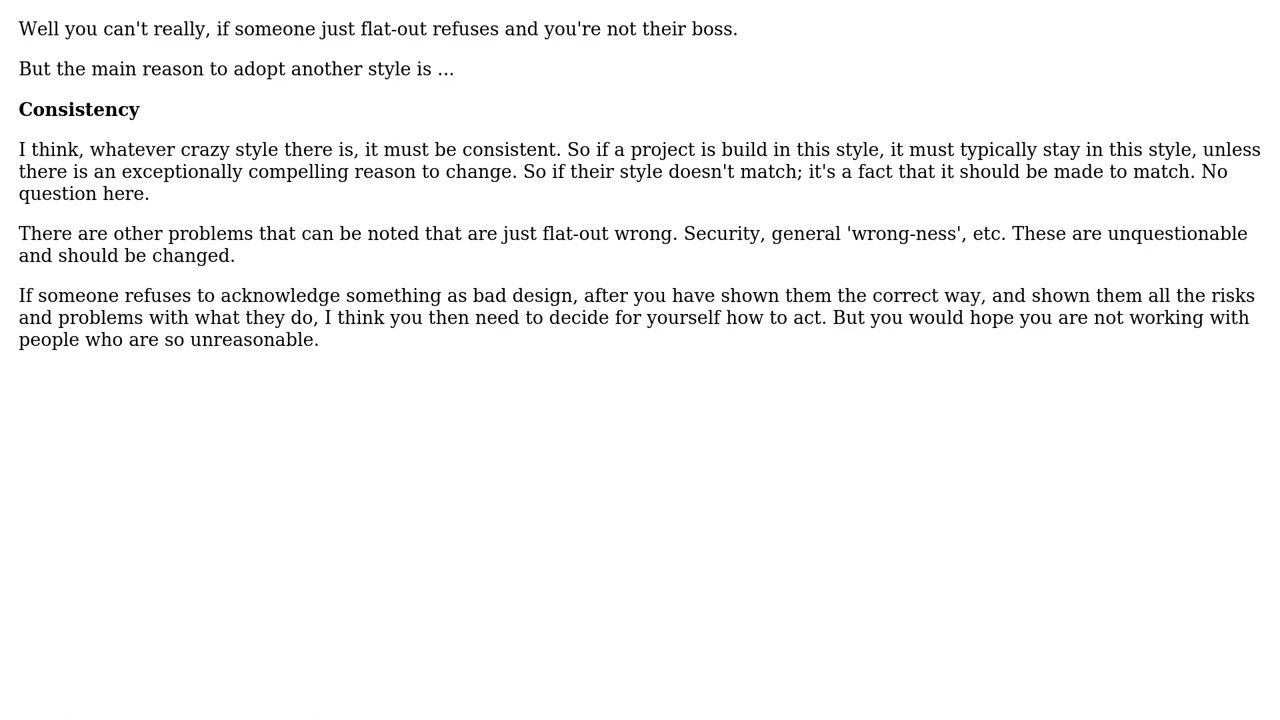 Well you can't really, if someone just flat-out refuses and you're not their boss.
But the main reason to adopt another style is ...
Consistency
I think, whatever crazy style there is, it must be consistent. So if a project is build in this style, it must typically stay in this style, unless
there is an exceptionally compelling reason to change. So if their style doesn't match; it's a fact that it should be made to match. No
question here.
There are other problems that can be noted that are just flat-out wrong. Security, general 'wrong-ness', etc. These are unquestionable
and should be changed.
If someone refuses to acknowledge something as bad design, after you have shown them the correct way, and shown them all the risks
and problems with what they do, I think you then need to decide for yourself how to act. But you would hope you are not working with
people who are so unreasonable.